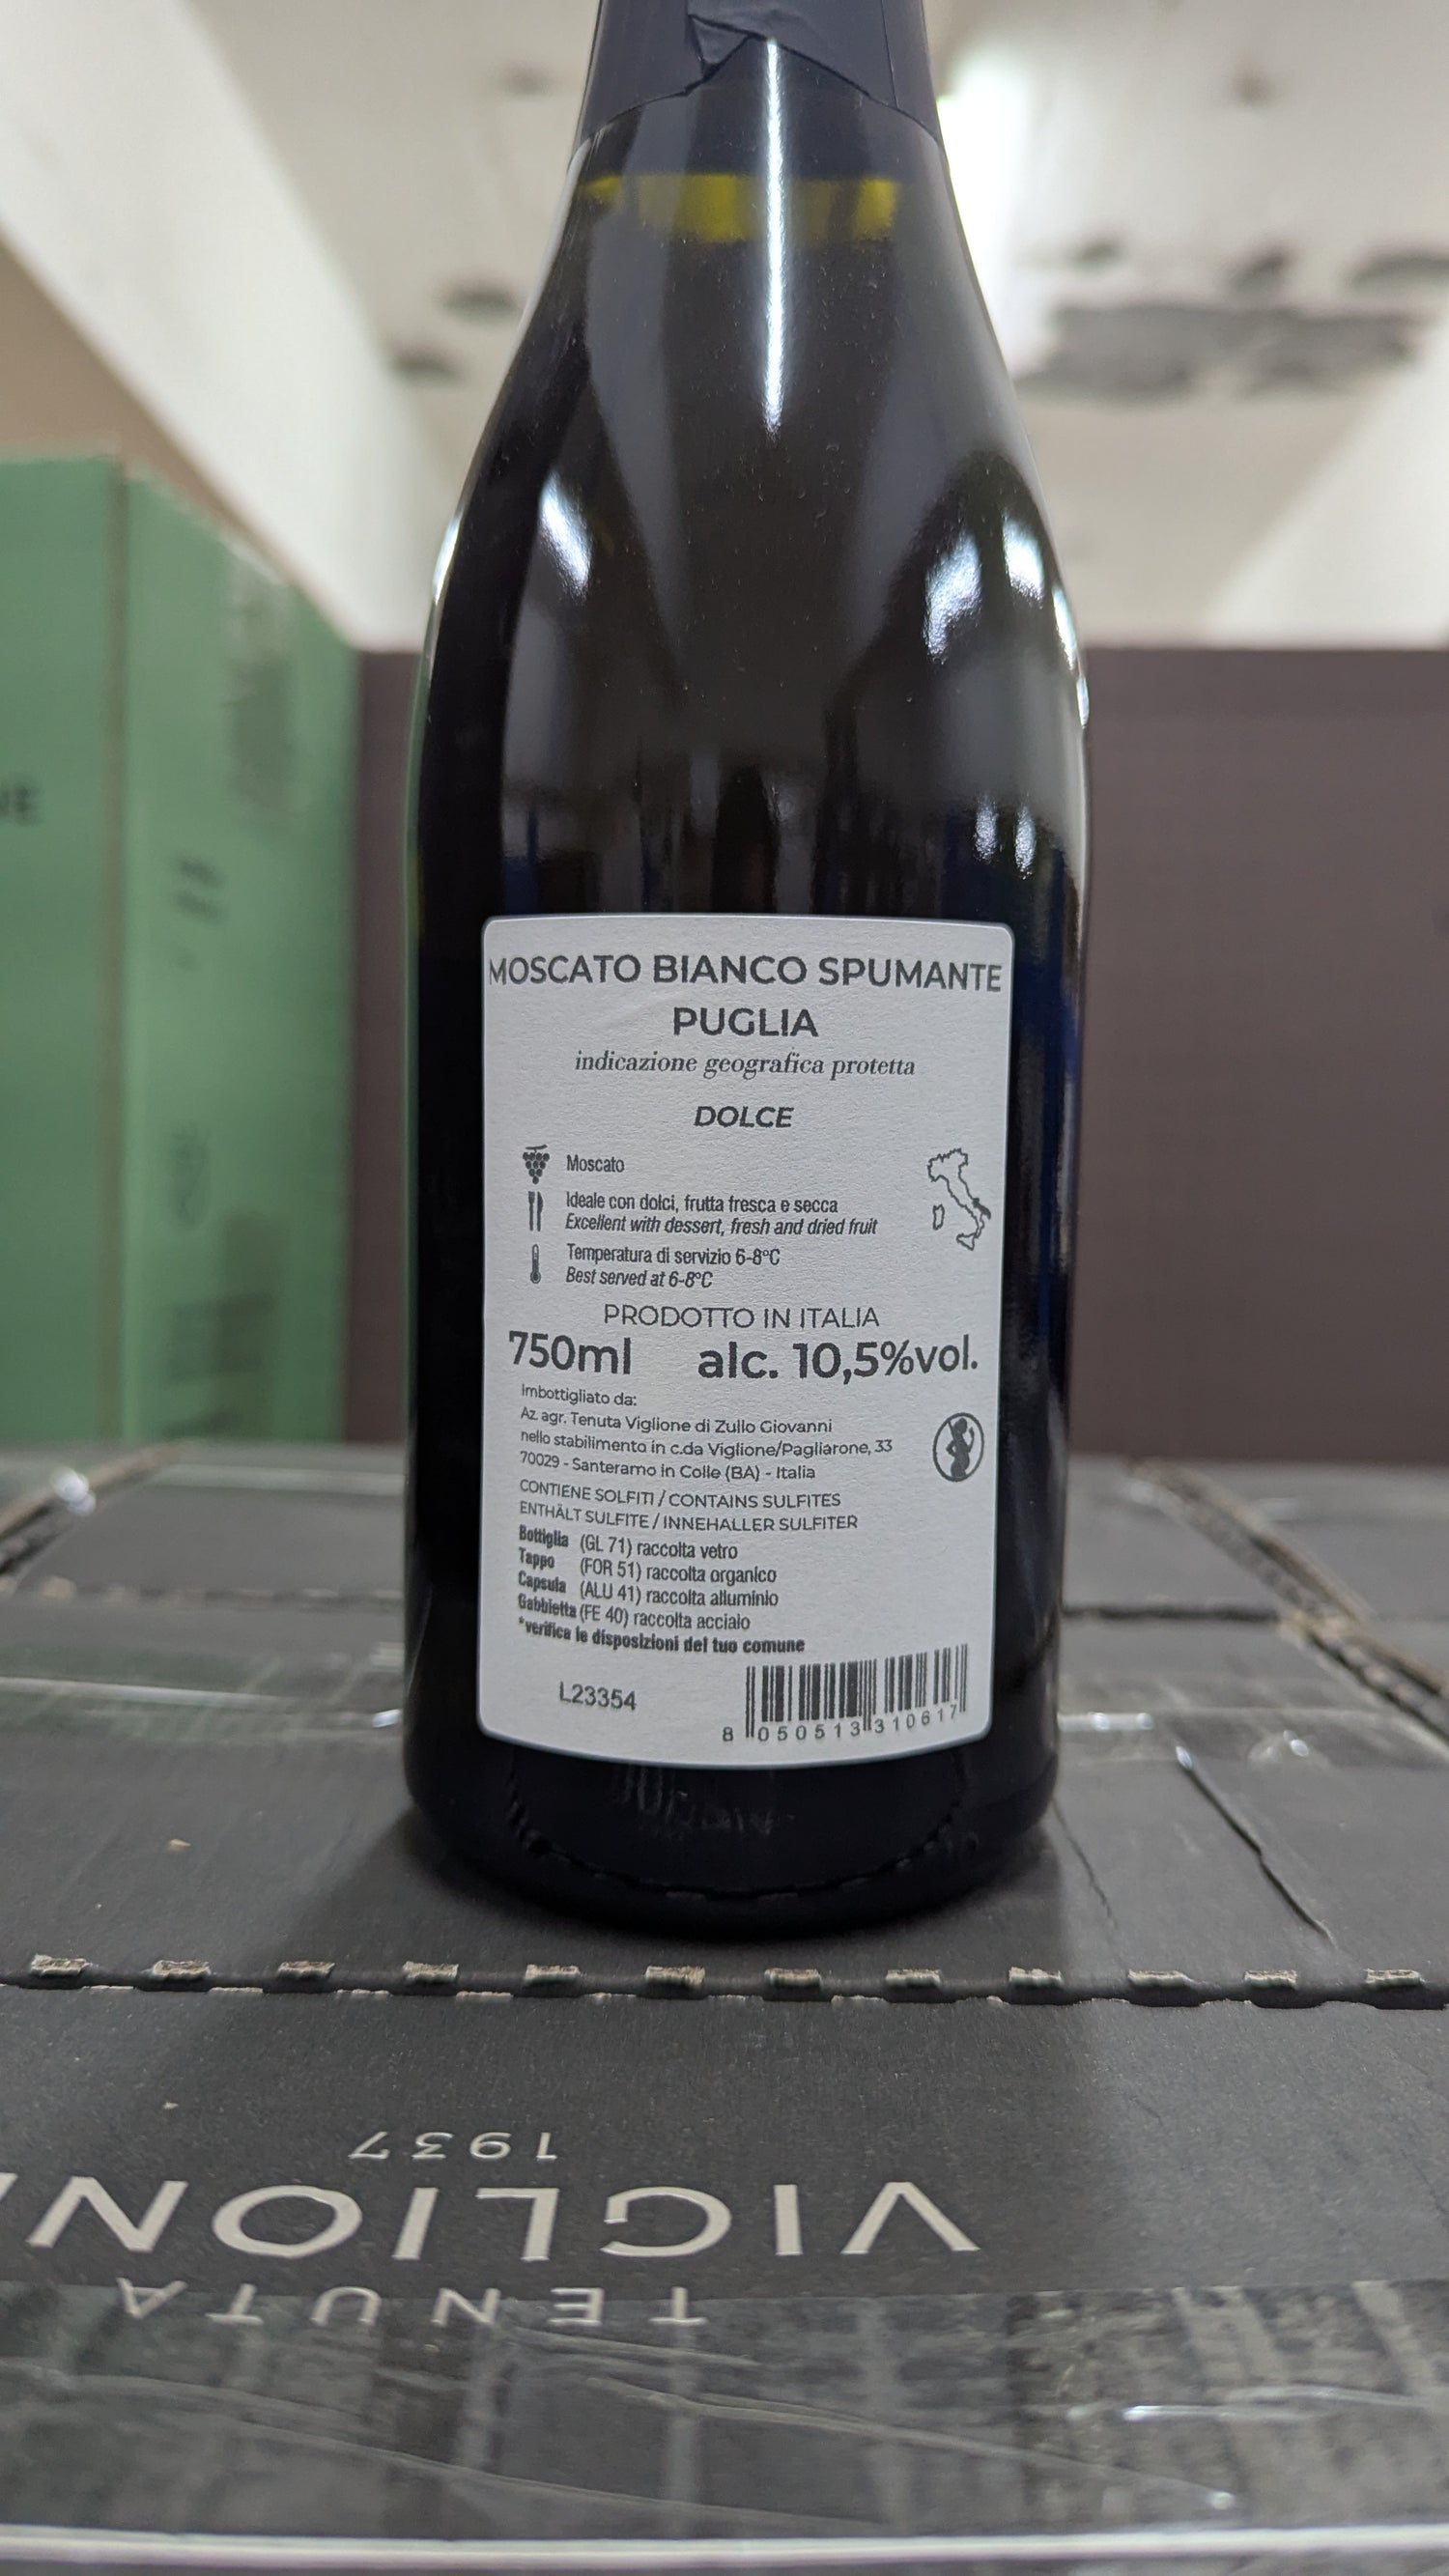 MOSCATO BIANCO SPUMANTE
PUGLIA
indicazione geografica protetta
DOLCE
Moscato
Ideale con dolci, frutta fresca e secca
Excellent with dessert, fresh and dried fruit
Temperatura di servizio 6-8°C
Best served at 6-8°C
PRODOTTO IN ITALIA
750ml alc. 10,5%vol.
Imbottigliato da:
Az. agr. Tenuta Viglione di Zullo Giovanni
nello stabilimento in c.da Viglione/Pagliarone, 33
70029 - Santeramo in Colle (BA) - Italia
CONTIENE SOLFITI / CONTAINS SULFITES
ENTHÄLT SULFITE / INNEHALLER SULFITER
Bottiglia (GL 71) raccolta vetro
Tappo (FOR 51) raccolta organico
Capsula (ALU 41) raccolta alluminio
Gabbietta (FE 40) raccolta acciaio
*verifica le disposizioni del tuo comune
L23354
8 050513 310617
TENUTA
VIGLION
1937